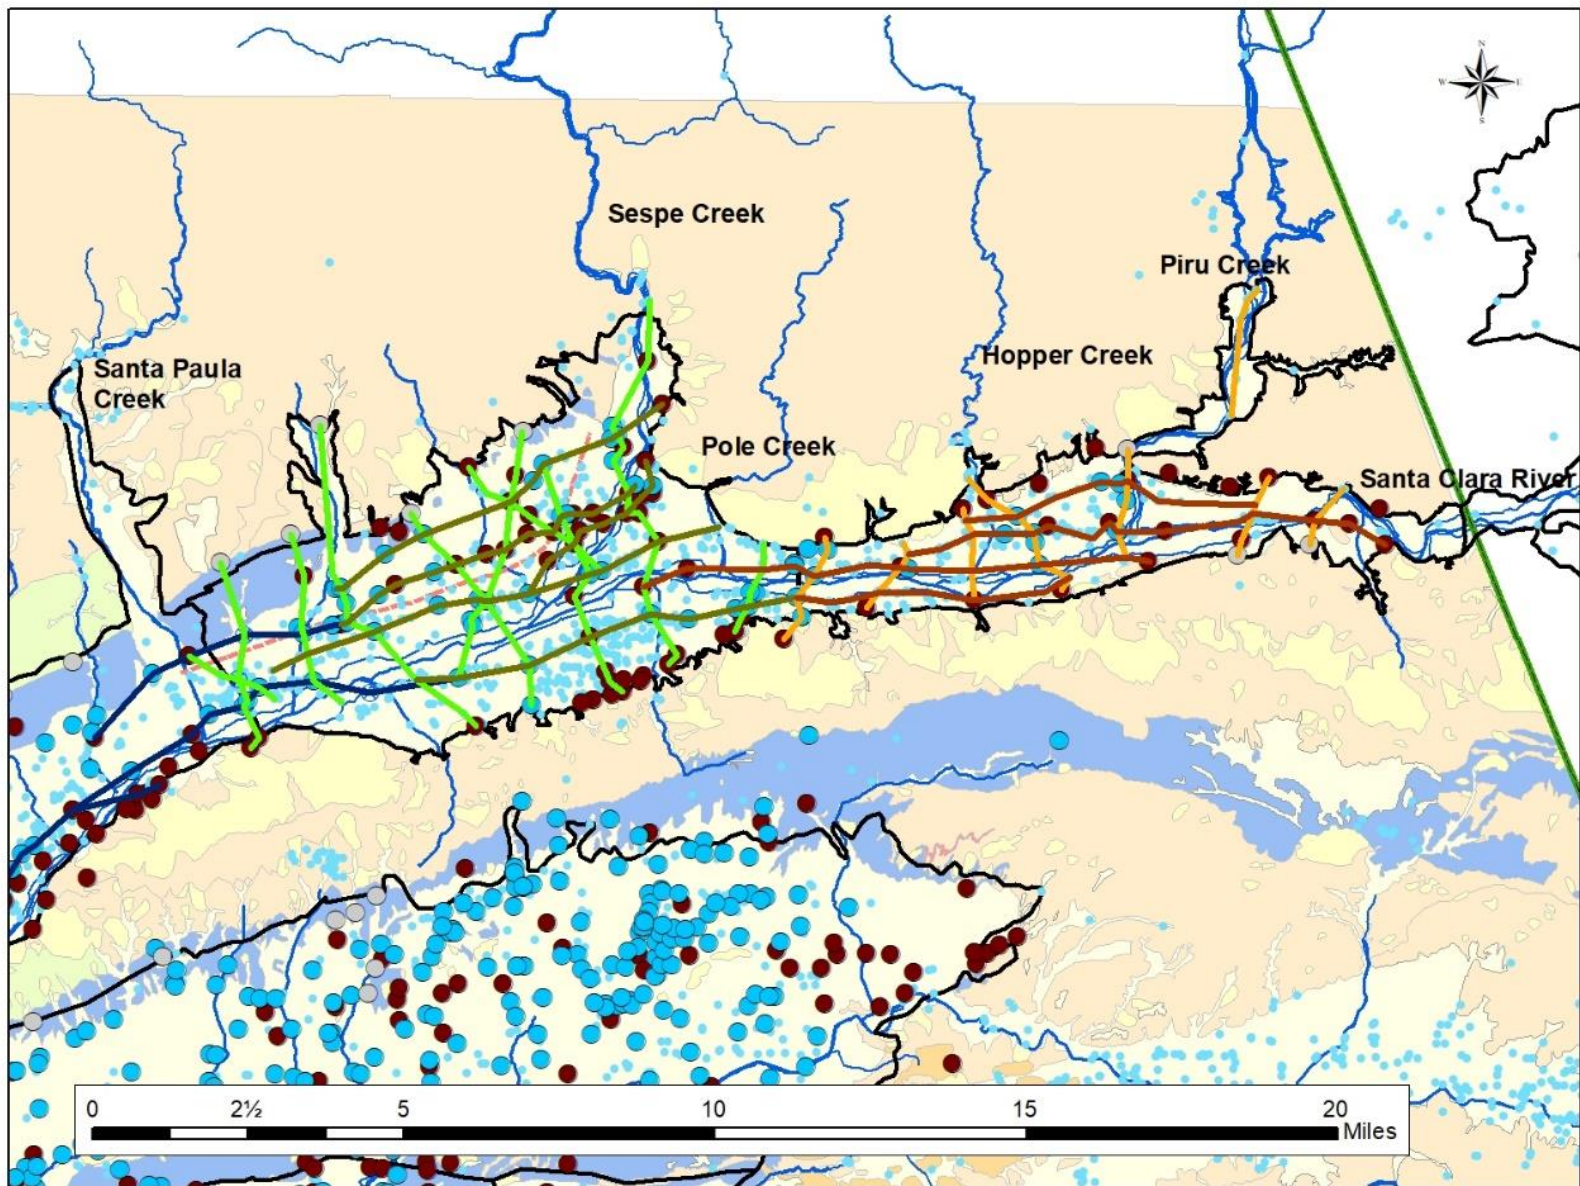 N
W E
S
Sespe Creek
Piru Creek
Hopper Creek
Santa Paula
Creek
Pole Creek
Santa Clara River
0 2½ 5 10 15 20
Miles